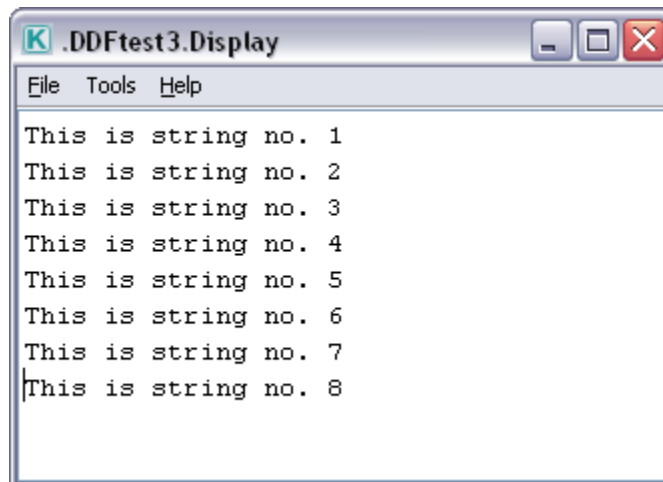 K .DDFtest3.Display
File Tools Help
This is string no. 1
This is string no. 2
This is string no. 3
This is string no. 4
This is string no. 5
This is string no. 6
This is string no. 7
This is string no. 8